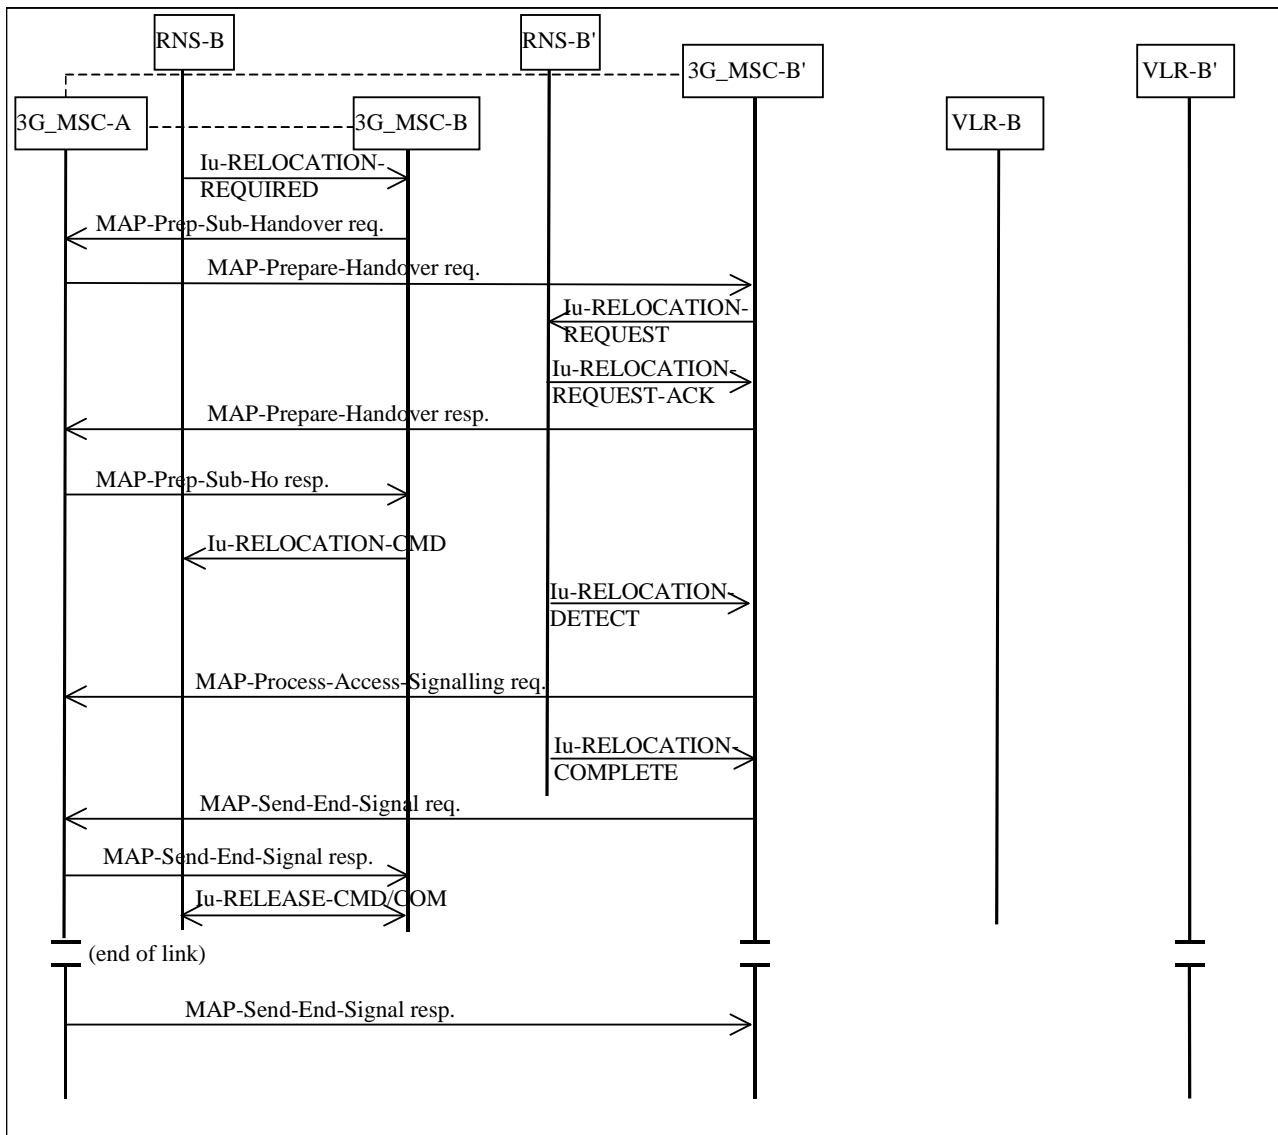 RNS-B
RNS-B'
3G_MSC-B'
VLR-B'
3G_MSC-A
3G_MSC-B
VLR-B
Iu-RELOCATION-
REQUIRED
MAP-Prep-Sub-Handover req.
MAP-Prepare-Handover req.
Iu-RELOCATION-
REQUEST
Iu-RELOCATION-
REQUEST-ACK
MAP-Prepare-Handover resp.
MAP-Prep-Sub-Ho resp.
Iu-RELOCATION-CMD
Iu-RELOCATION-
DETECT
MAP-Process-Access-Signalling req.
Iu-RELOCATION-
COMPLETE
MAP-Send-End-Signal req.
MAP-Send-End-Signal resp.
Iu-RELEASE-CMD/COM
(end of link)
MAP-Send-End-Signal resp.